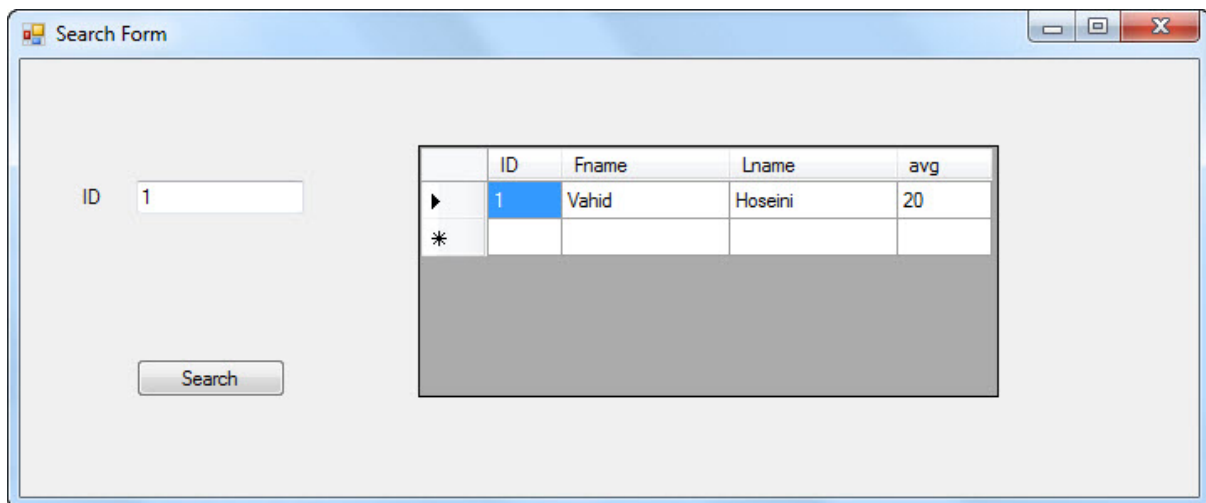 Search Form
ID 1
ID Fname Lname avg
1 Vahid Hoseini 20
Search